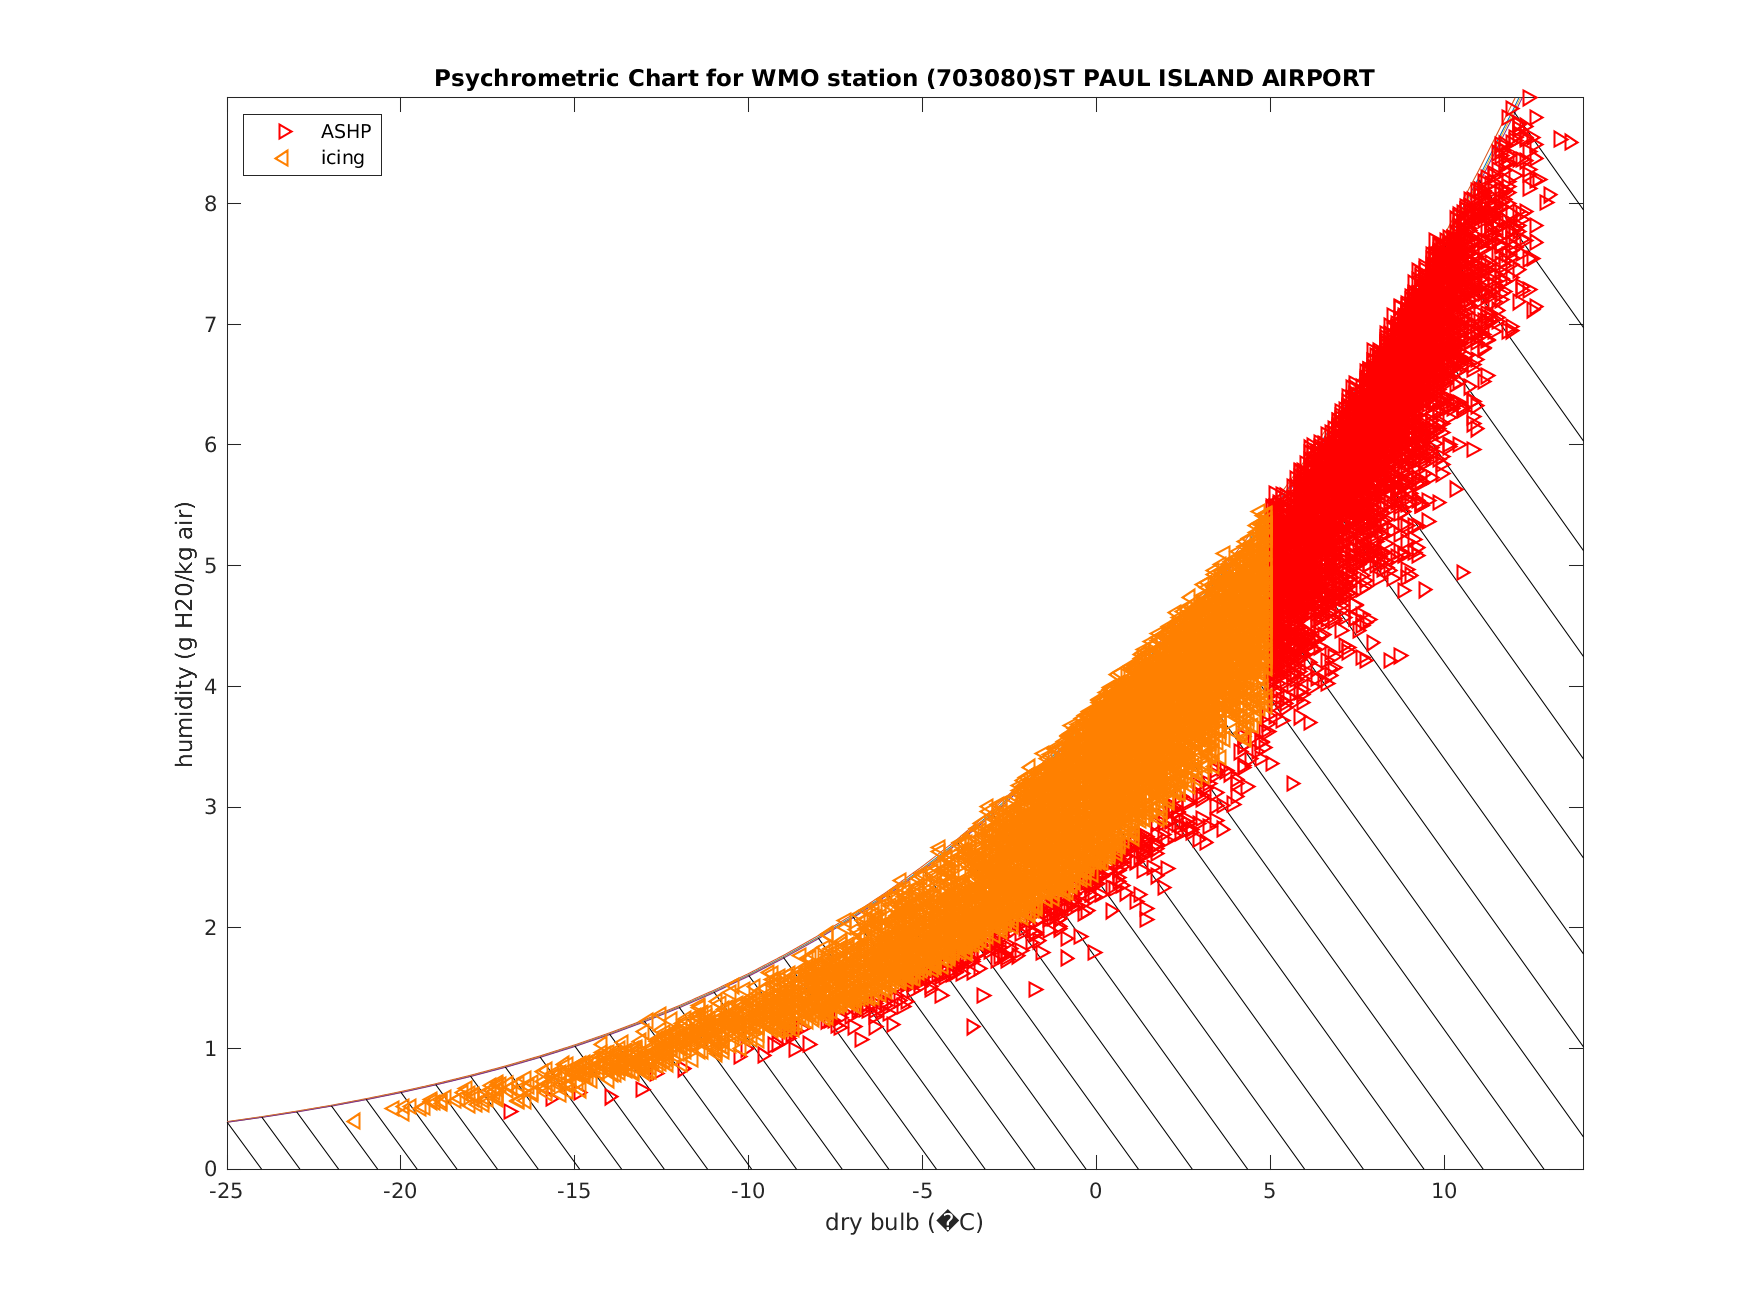 Psychrometric Chart for WMO station (703080)ST PAUL ISLAND AIRPORT
ASHP
icing
humidity (g H20/kg air)
8
7
6
5
4
3
2
1
0
-25 -20 -15 -10 -5 0 5 10
dry bulb (�C)